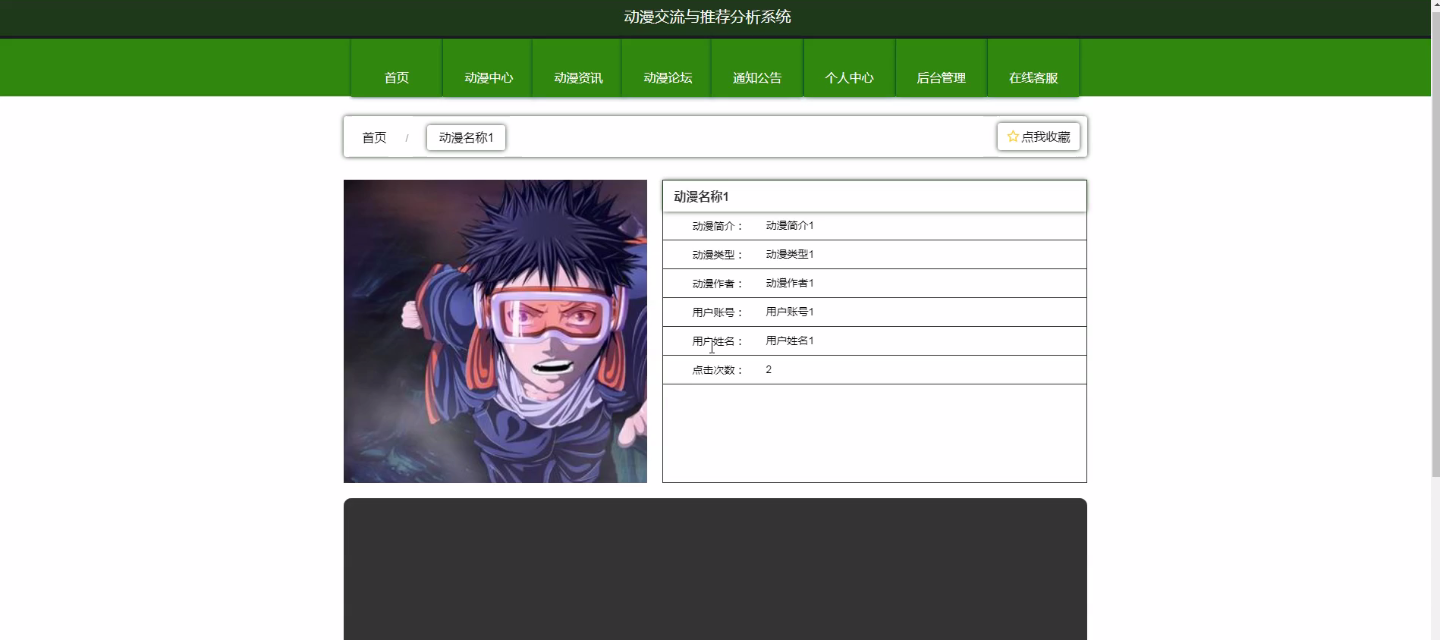 动漫交流与推荐分析系统
首页 动漫中心 动漫资讯 动漫论坛 通知公告 个人中心 后台管理 在线客服
首页 / 动漫名称1 点我收藏
动漫名称1
动漫简介： 动漫简介1
动漫类型： 动漫类型1
动漫作者： 动漫作者1
用户账号： 用户账号1
用户姓名： 用户姓名1
点击次数： 2